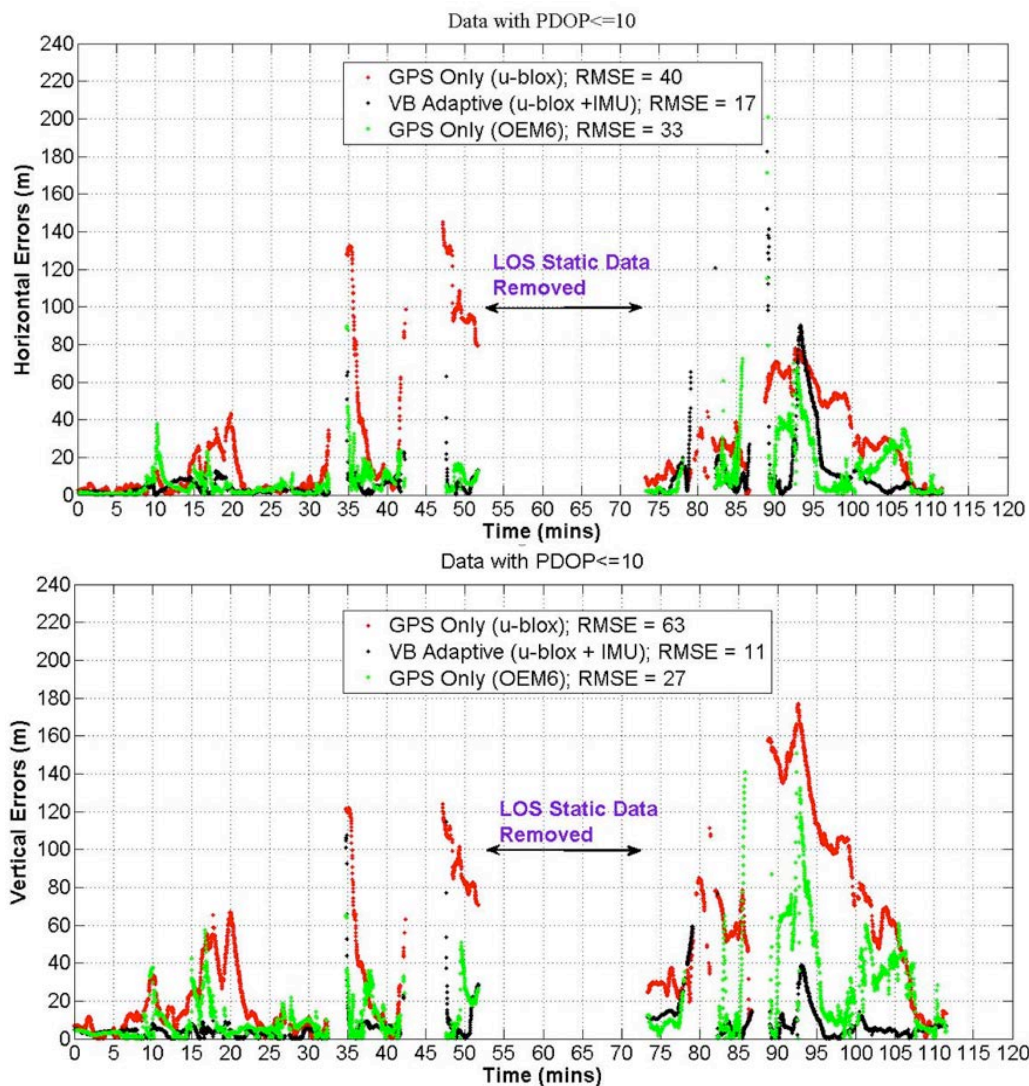 Data with PDOP<=10
240
220
200
180
160
140
120
100
80
60
40
20
0
Horizontal Errors (m)
GPS Only (u-blox); RMSE = 40
VB Adaptive (u-blox +IMU); RMSE = 17
GPS Only (OEM6); RMSE = 33
LOS Static Data
Removed
0 5 10 15 20 25 30 35 40 45 50 55 60 65 70 75 80 85 90 95 100 105 110 115 120
Time (mins)
Data with PDOP<=10
240
220
200
180
160
140
120
100
80
60
40
20
0
Vertical Errors (m)
GPS Only (u-blox); RMSE = 63
VB Adaptive (u-blox + IMU); RMSE = 11
GPS Only (OEM6); RMSE = 27
LOS Static Data
Removed
0 5 10 15 20 25 30 35 40 45 50 55 60 65 70 75 80 85 90 95 100 105 110 115 120
Time (mins)